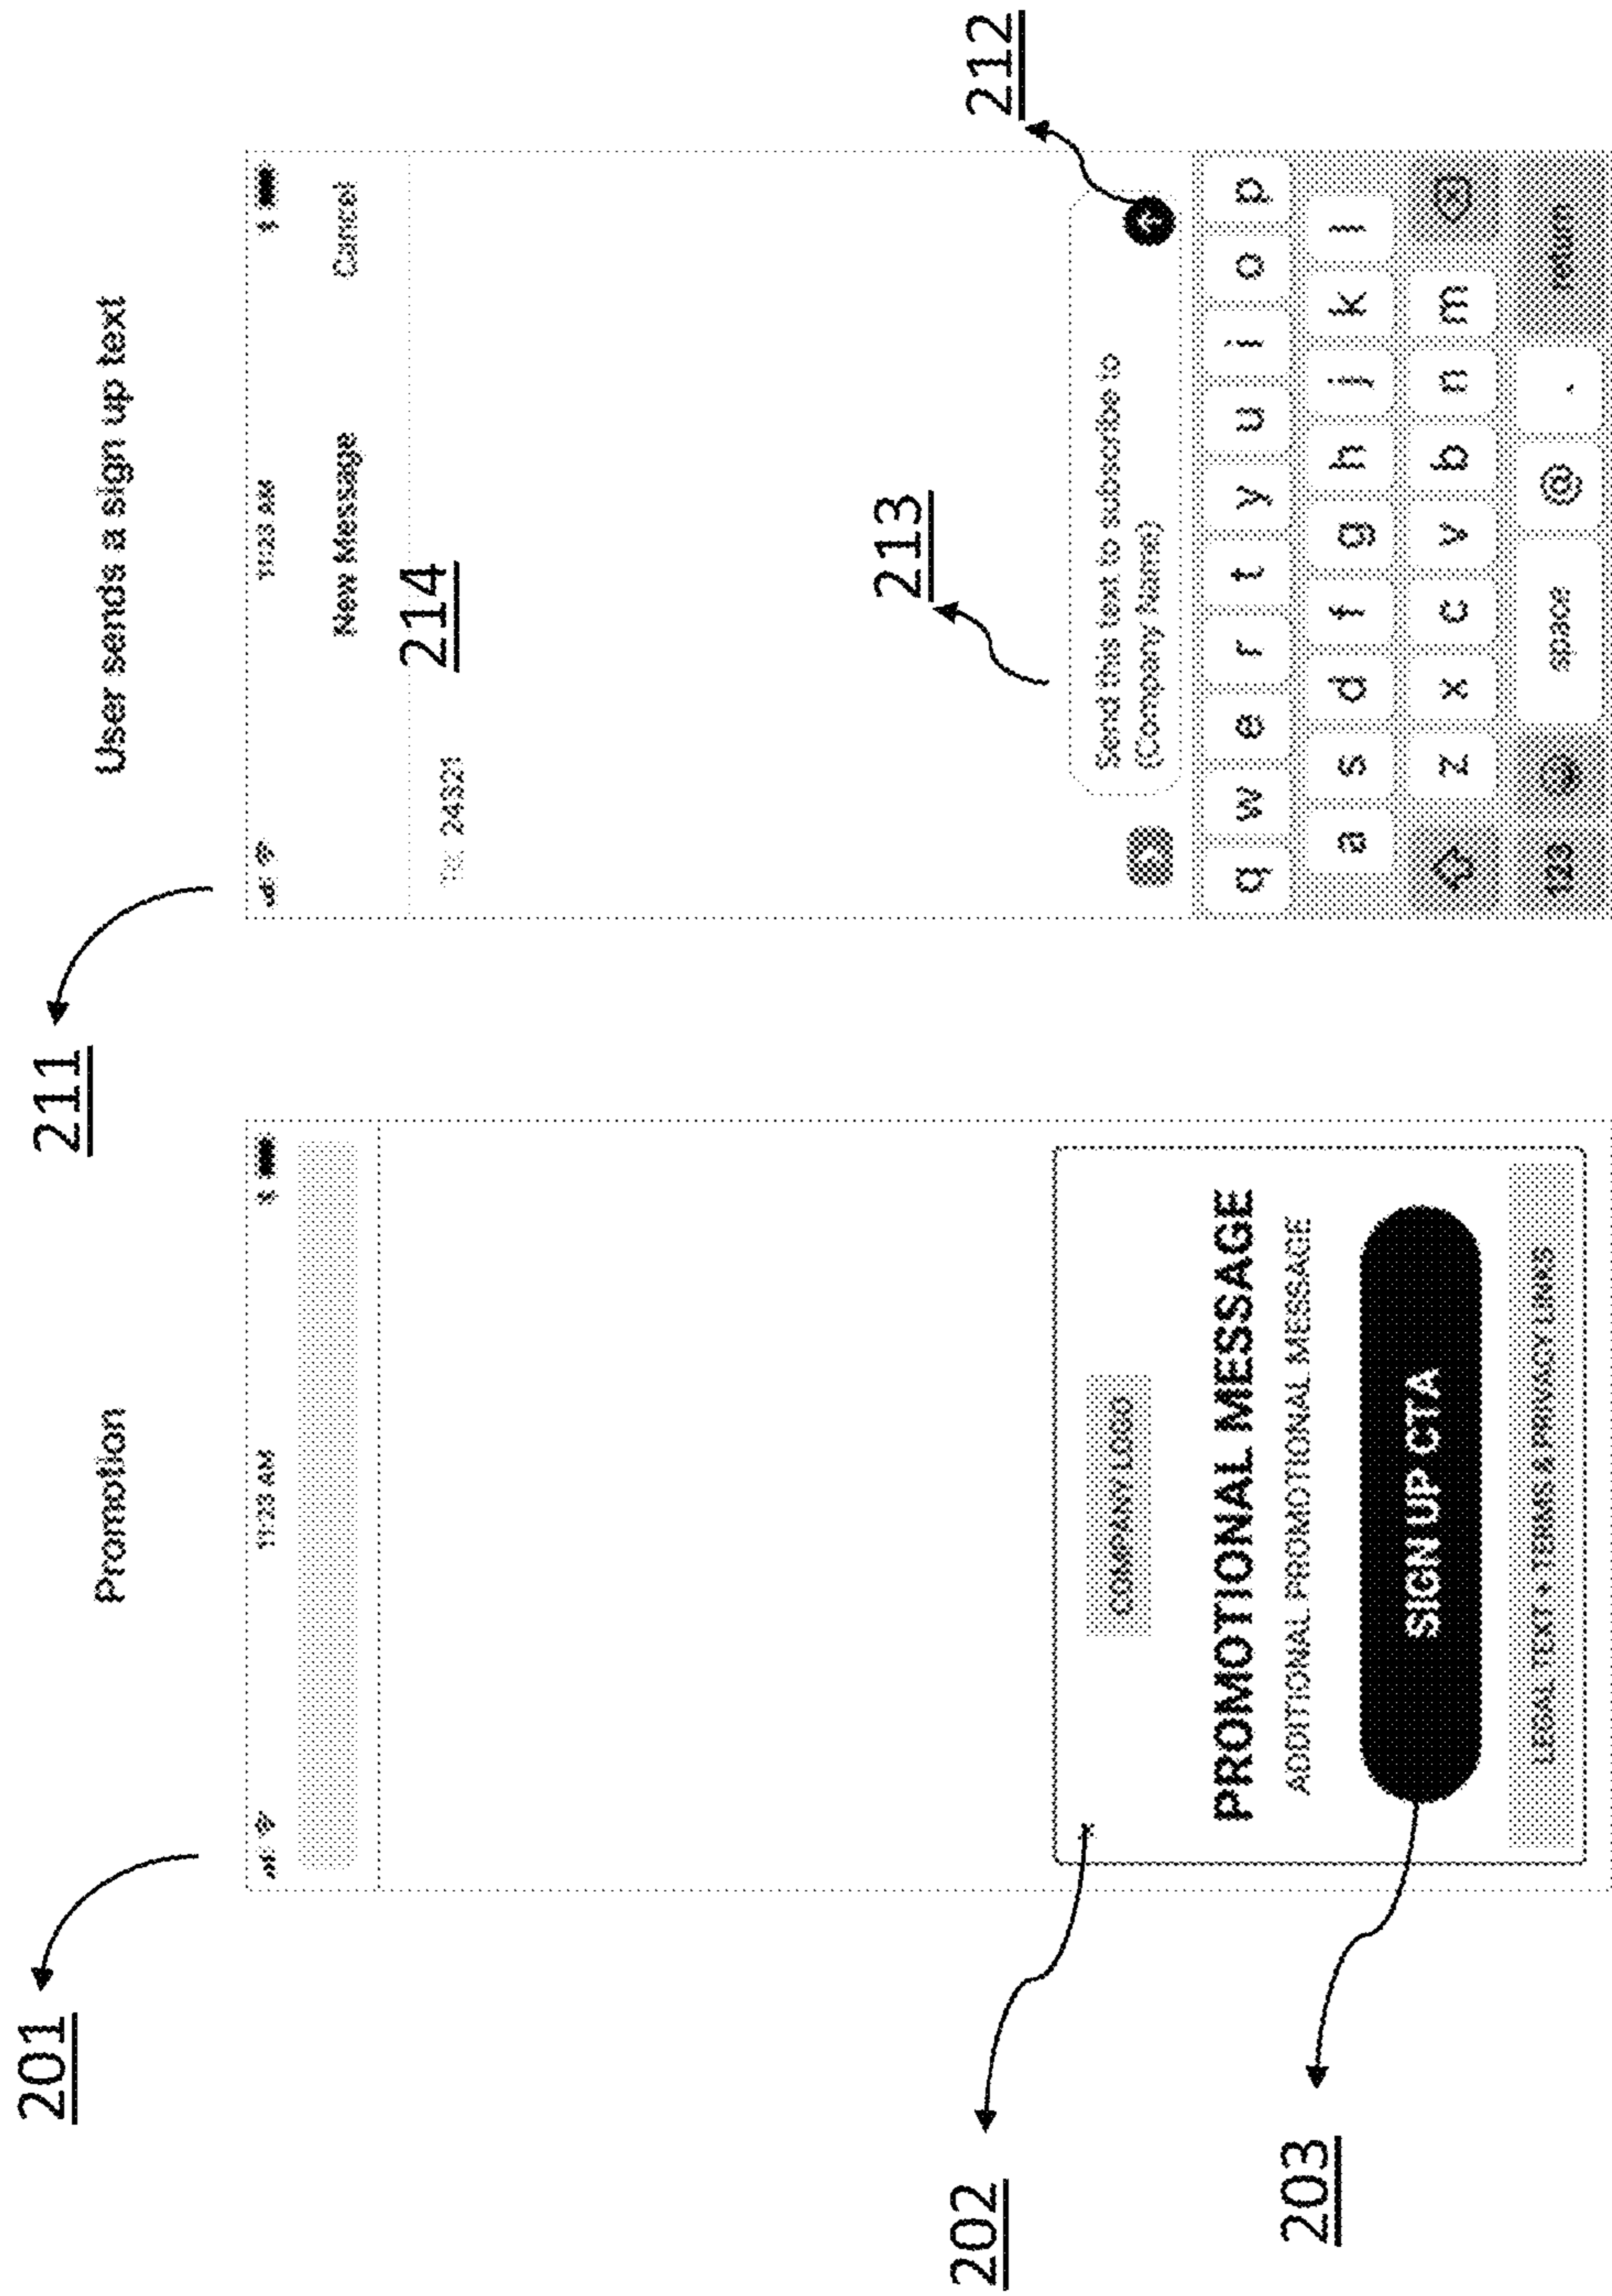 201
Promotion
11:23 AM
COMPANY LOGO
PROMOTIONAL MESSAGE
ADDITIONAL PROMOTIONAL MESSAGE
SIGN UP CTA
LEGAL TEXT + TERMS & PRIVACY LINKS
202
203
211
User sends a sign up text
11:23 AM
New Message
Cancel
214
To: 24321
213
212
Send this text to subscribe to
(Company Name)
q w e r t y u i o p
a s d f g h j k l
z x c v b n m
123 space @ . return